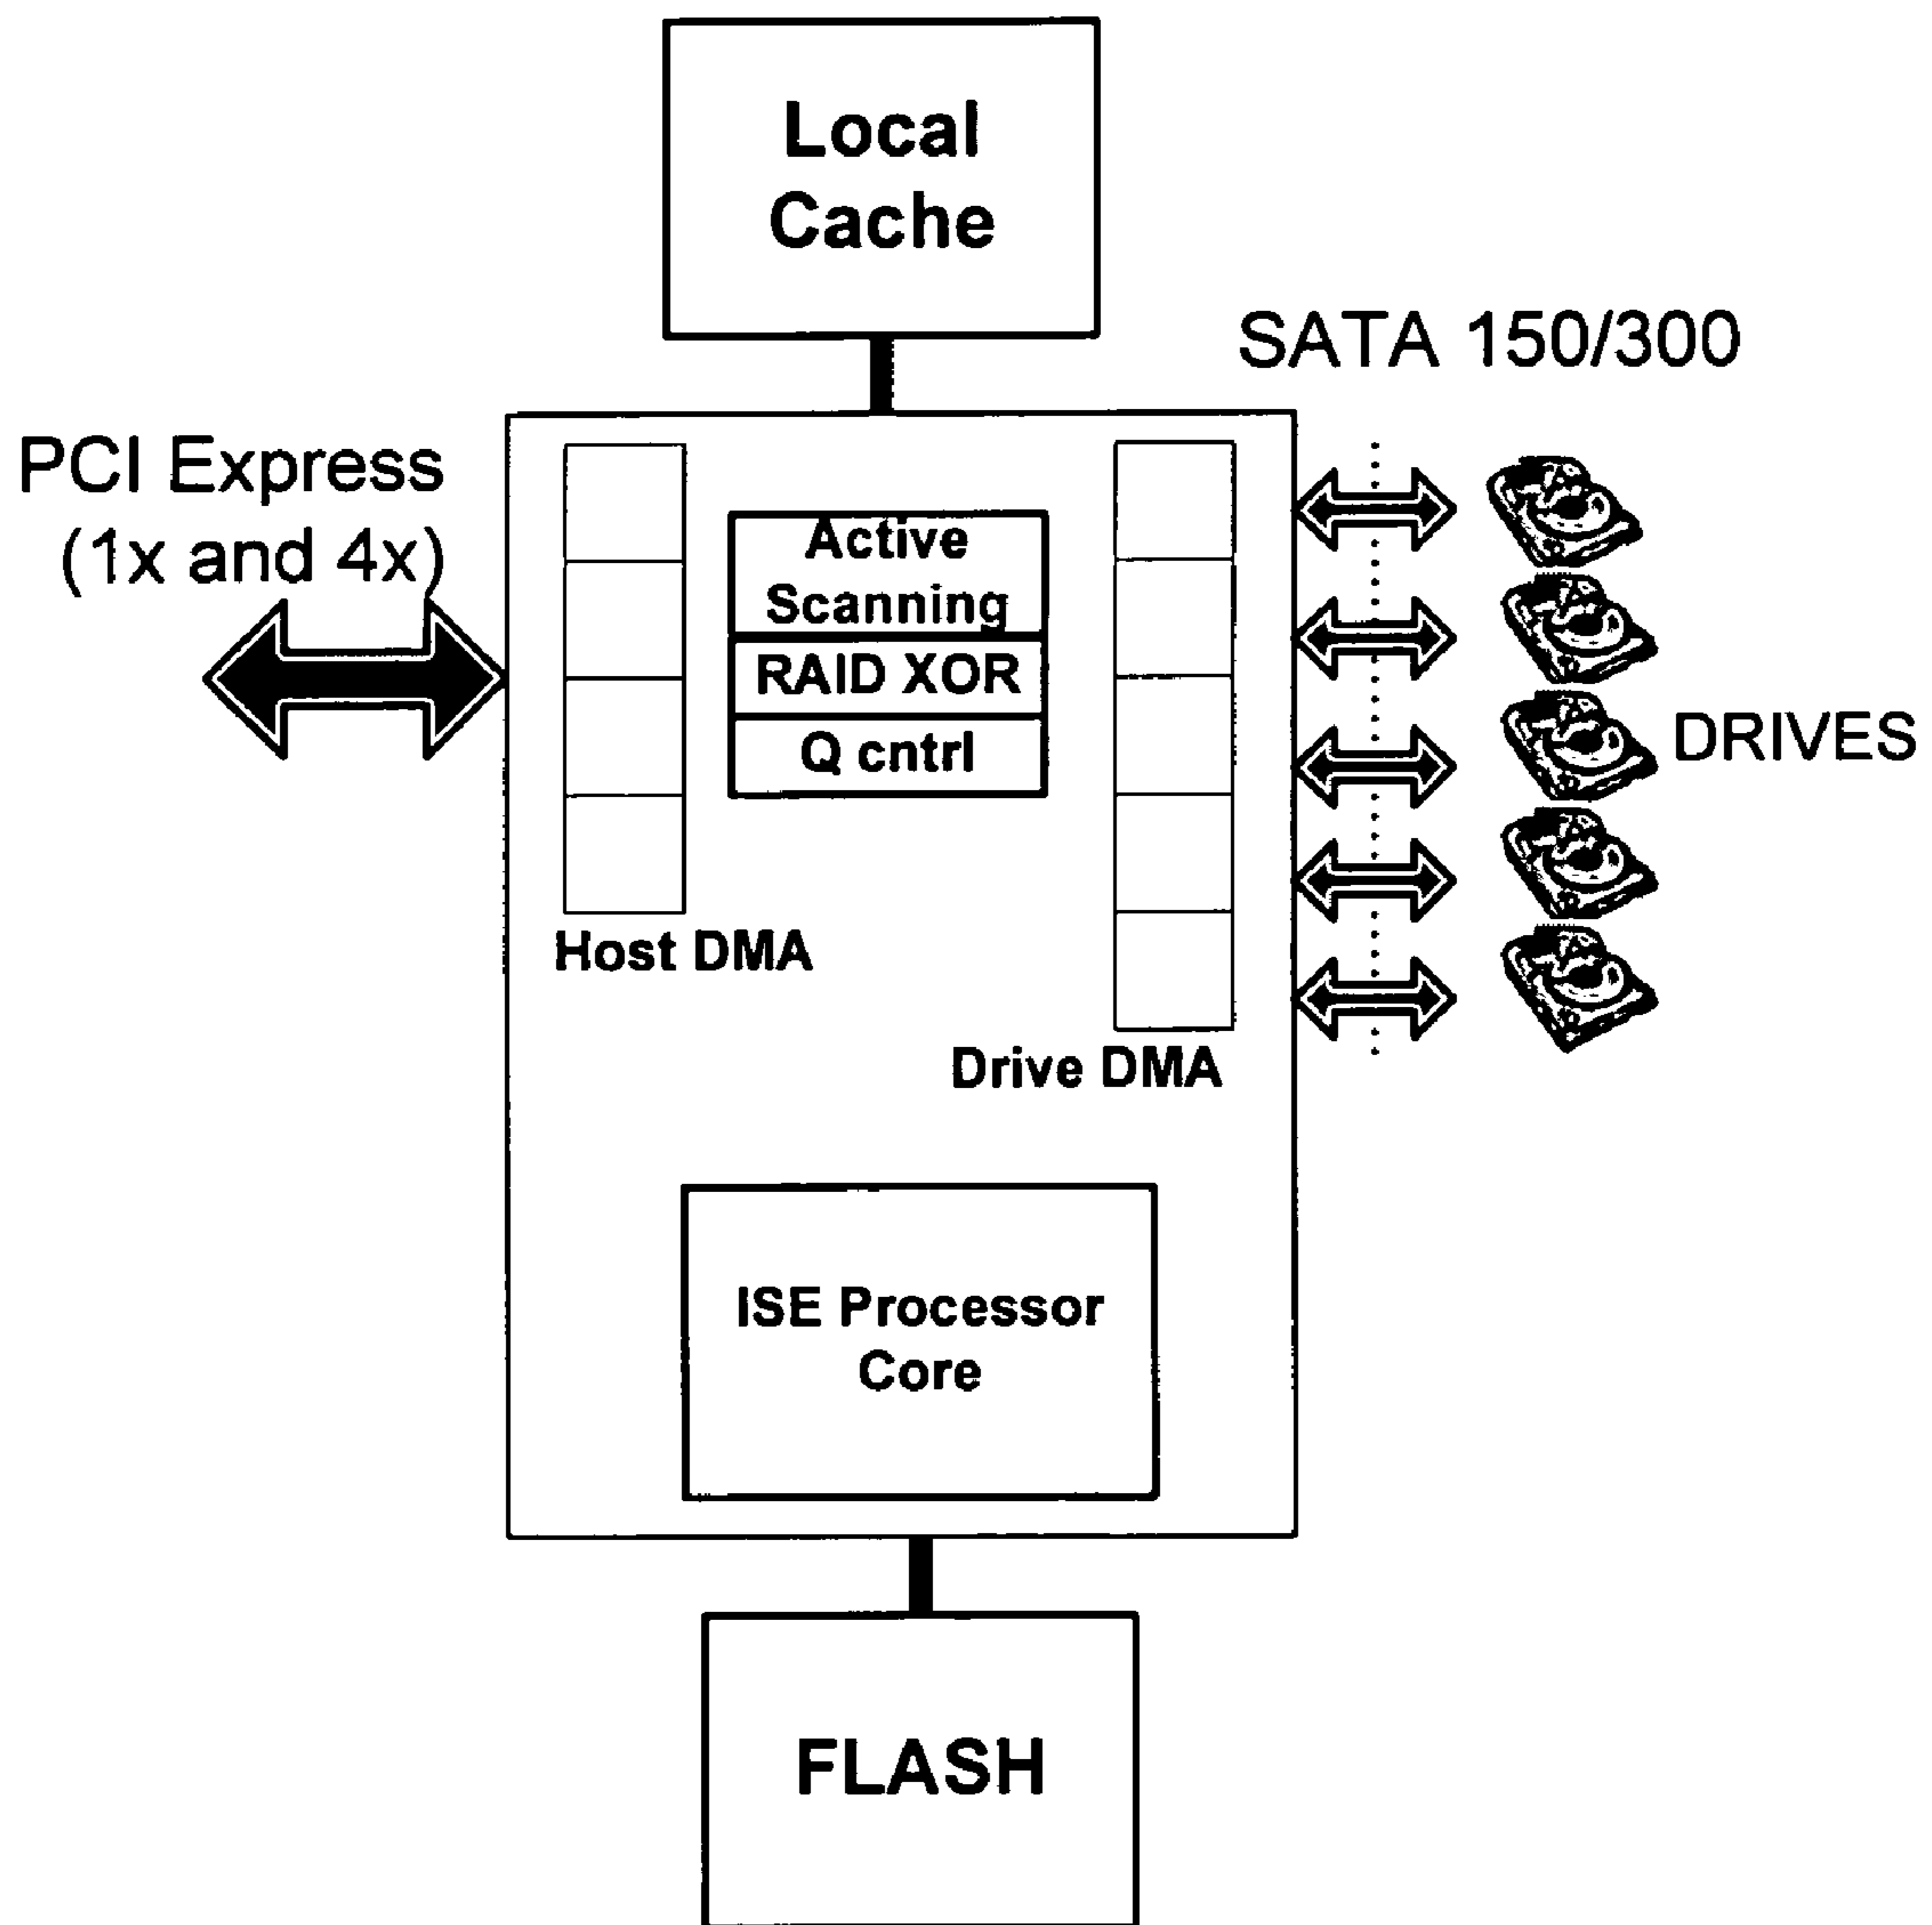 Local
Cache
SATA 150/300
PCI Express
(1x and 4x)
Active
Scanning
RAID XOR
Q cntrl
DRIVES
Host DMA
Drive DMA
ISE Processor
Core
FLASH